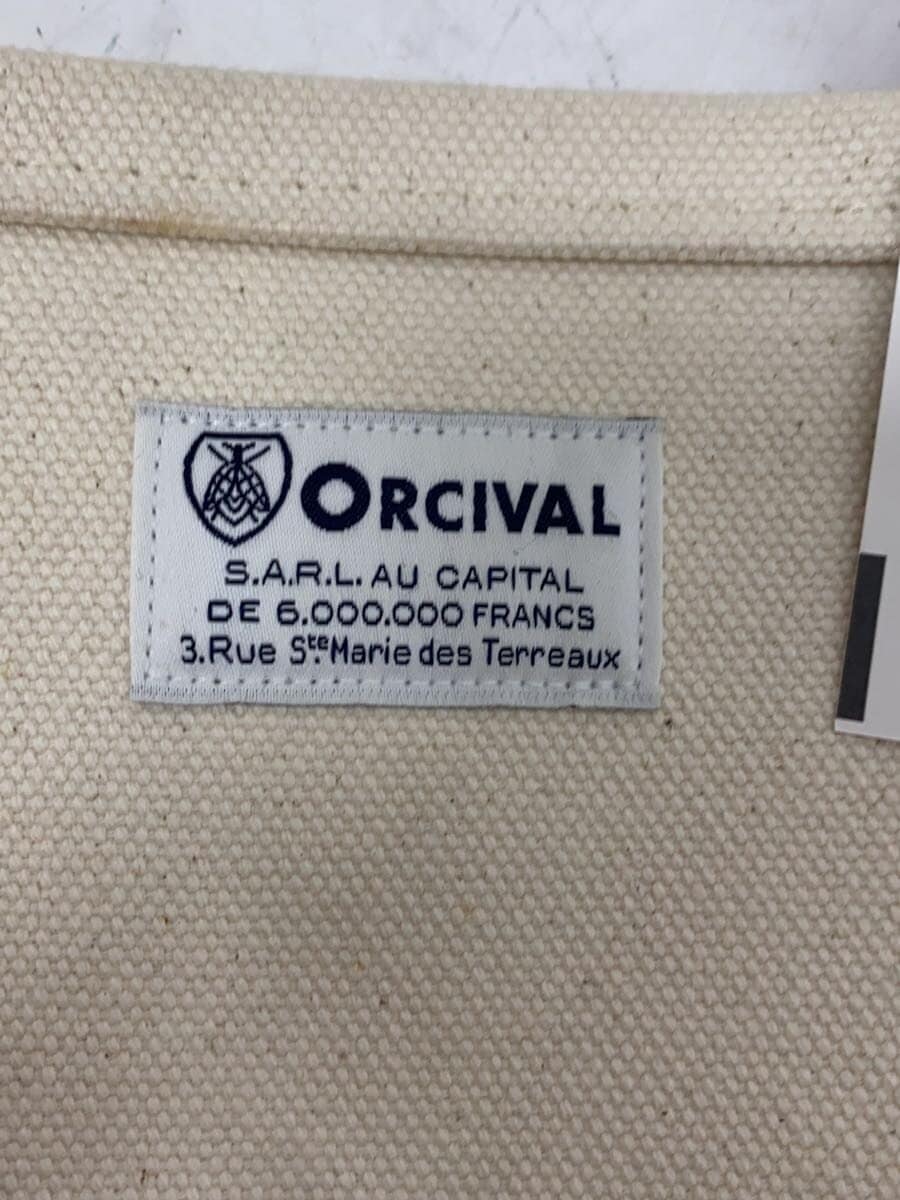 ORCIVAL
S.A.R.L. AU CAPITAL
DE 6.000.000 FRANCS
3.Rue Ste. Marie des Terreaux